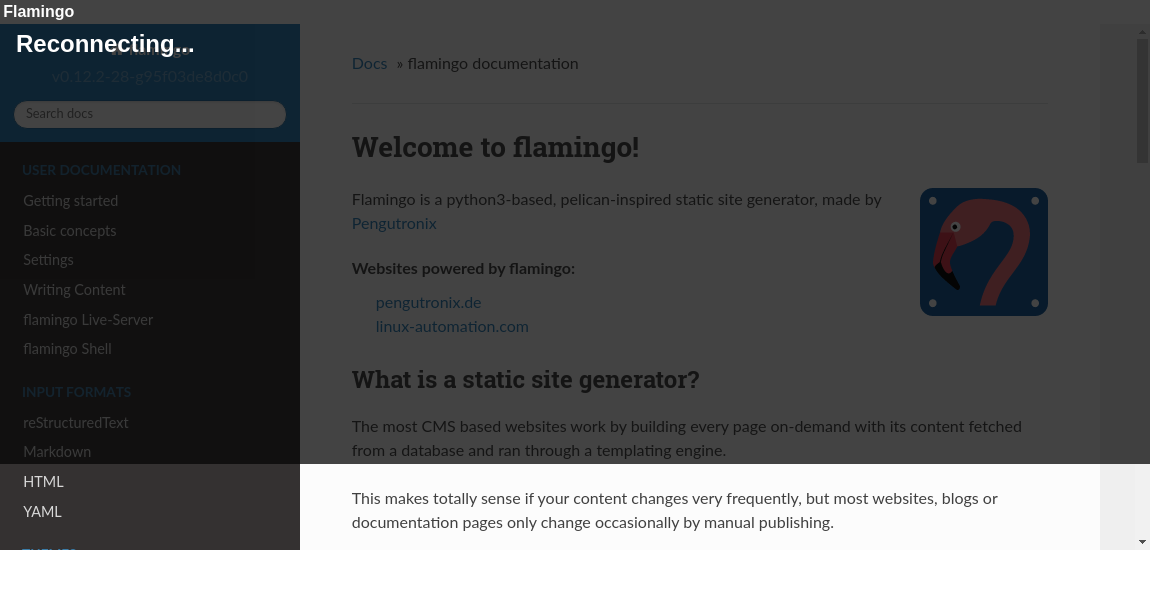 Flamingo
Reconnecting...
v0.12.2-28-g95f03de8d0c0
Search docs
USER DOCUMENTATION
Getting started
Basic concepts
Settings
Writing Content
flamingo Live-Server
flamingo Shell
INPUT FORMATS
reStructuredText
Markdown
HTML
YAML
Docs » flamingo documentation
Welcome to flamingo!
Flamingo is a python3-based, pelican-inspired static site generator, made by
Pengutronix
Websites powered by flamingo:
pengutronix.de
linux-automation.com
What is a static site generator?
The most CMS based websites work by building every page on-demand with its content fetched
from a database and ran through a templating engine.
This makes totally sense if your content changes very frequently, but most websites, blogs or
documentation pages only change occasionally by manual publishing.